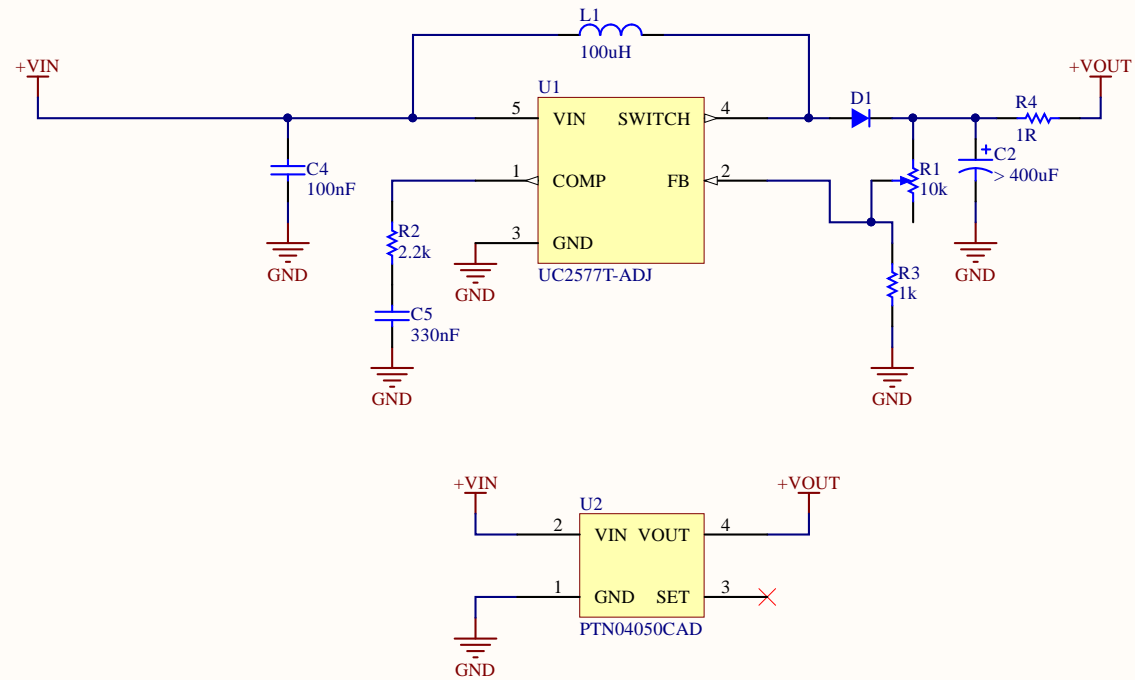 L1
100uH
+VIN
+VOUT
U1
5 VIN SWITCH 4
D1
R4
1R
C4
100nF
1 COMP FB 2
R1
10k
C2
> 400uF
R2
2.2k
3 GND
GND
GND
GND
UC2577T-ADJ
R3
1k
C5
330nF
GND
GND
+VIN
+VOUT
U2
2 VIN VOUT 4
1 GND SET 3
PTN04050CAD
GND